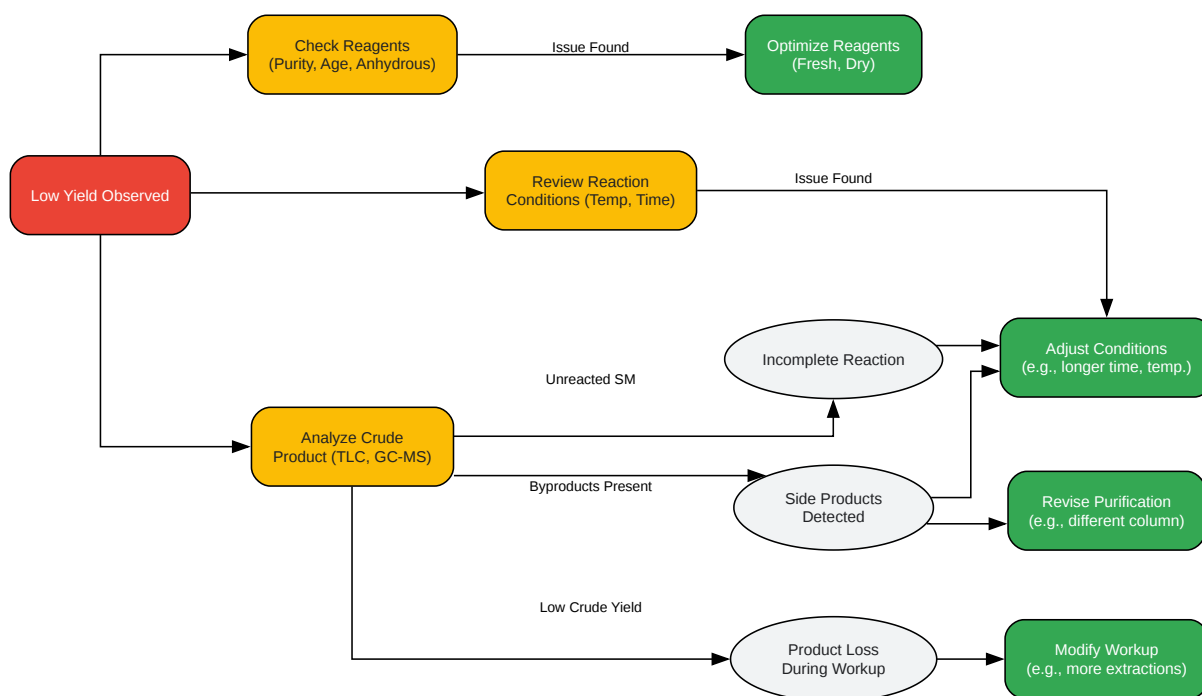 Check Reagents
(Purity, Age, Anhydrous)
Issue Found
Optimize Reagents
(Fresh, Dry)
Low Yield Observed
Review Reaction
Conditions (Temp, Time)
Issue Found
Incomplete Reaction
Adjust Conditions
(e.g., longer time, temp.)
Unreacted SM
Analyze Crude
Product (TLC, GC-MS)
Byproducts Present
Side Products
Detected
Revise Purification
(e.g., different column)
Low Crude Yield
Product Loss
During Workup
Modify Workup
(e.g., more extractions)